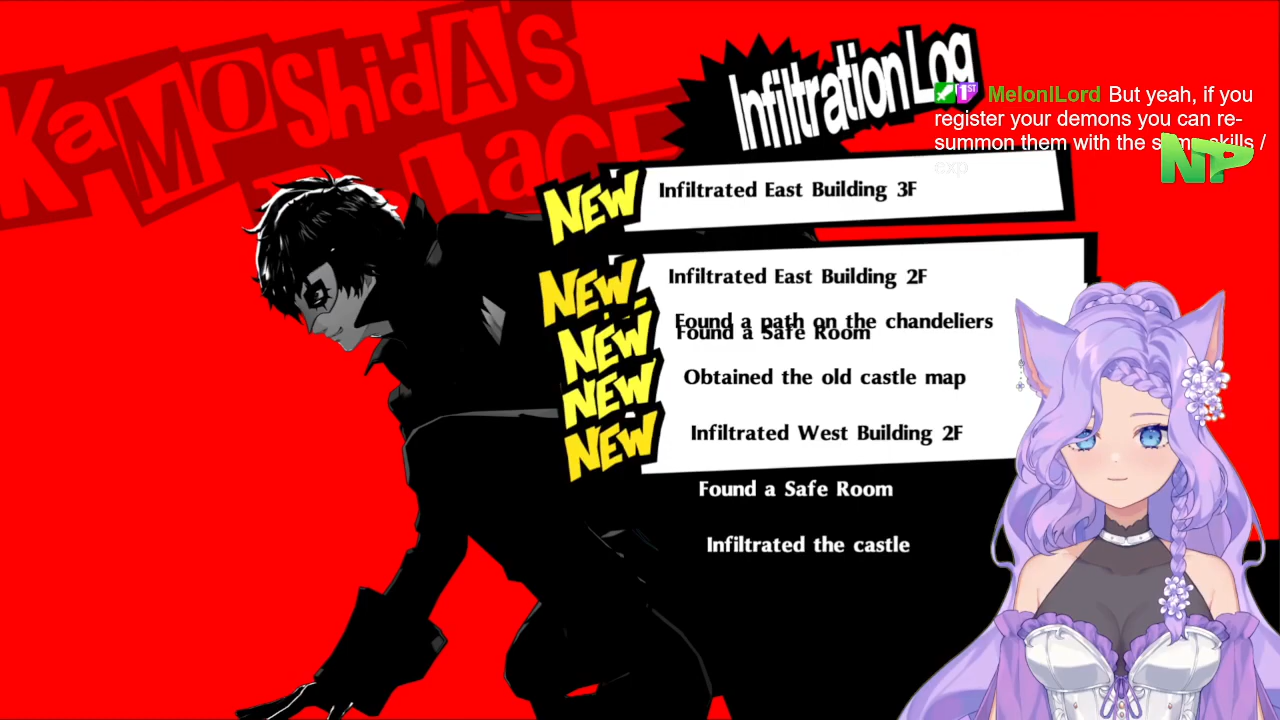 KaMoshidA's
PaLaCe
Infiltration Log
1ST MelonlLord But yeah, if you
register your demons you can re-
summon them with the same skills /
exp
NP
NEW Infiltrated East Building 3F
NEW Infiltrated East Building 2F
Found a path on the chandeliers
NEW Found a Safe Room
NEW Obtained the old castle map
NEW Infiltrated West Building 2F
Found a Safe Room
Infiltrated the castle